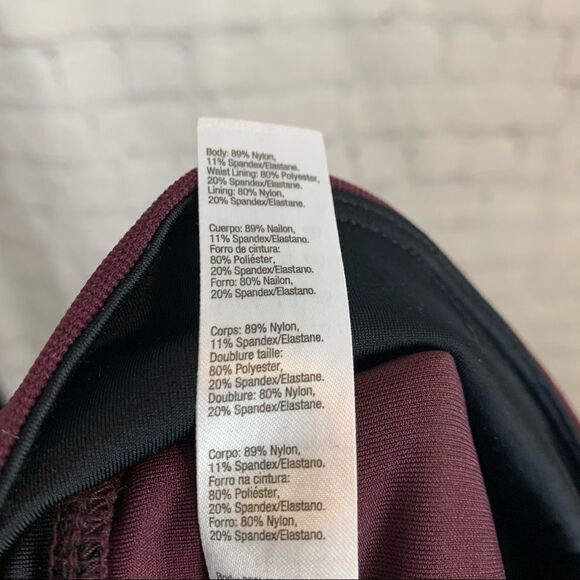 Body: 89% Nylon,
11% Spandex/Elastane.
Waist Lining: 80% Polyester,
20% Spandex/Elastane.
Lining: 80% Nylon,
20% Spandex/Elastane.
Cuerpo: 89% Nailon,
11% Spandex/Elastano.
Forro de cintura:
80% Poliéster,
20% Spandex/Elastano.
Forro: 80% Nailon,
20% Spandex/Elastano.
Corps: 89% Nylon,
11% Spandex/Elastane.
Doublure taille:
80% Polyester,
20% Spandex/Elastane.
Doublure: 80% Nylon,
20% Spandex/Elastane.
Corpo: 89% Nylon,
11% Spandex/Elastano.
Forro na cintura:
80% Poliéster,
20% Spandex/Elastano.
Forro: 80% Nylon,
20% Spandex/Elastano.